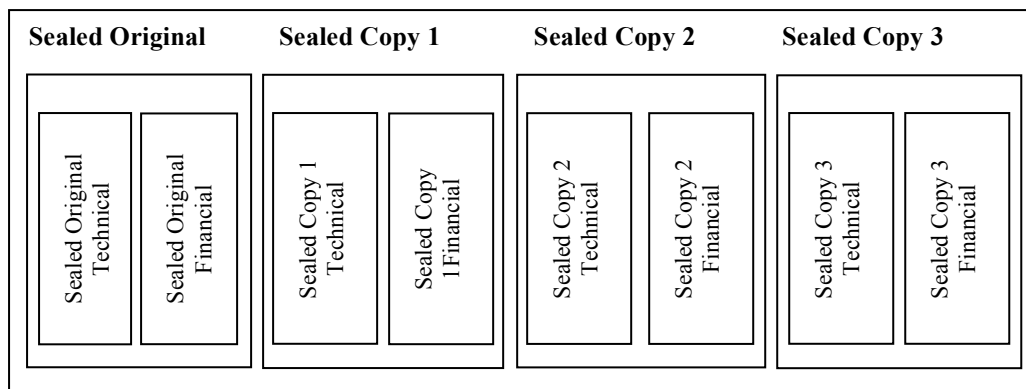 Sealed Original
Sealed Copy 1
Sealed Copy 2
Sealed Copy 3
Sealed Original
Technical
Sealed Original
Financial
Sealed Copy 1
Technical
Sealed Copy
1Financial
Sealed Copy 2
Technical
Sealed Copy 2
Financial
Sealed Copy 3
Technical
Sealed Copy 3
Financial